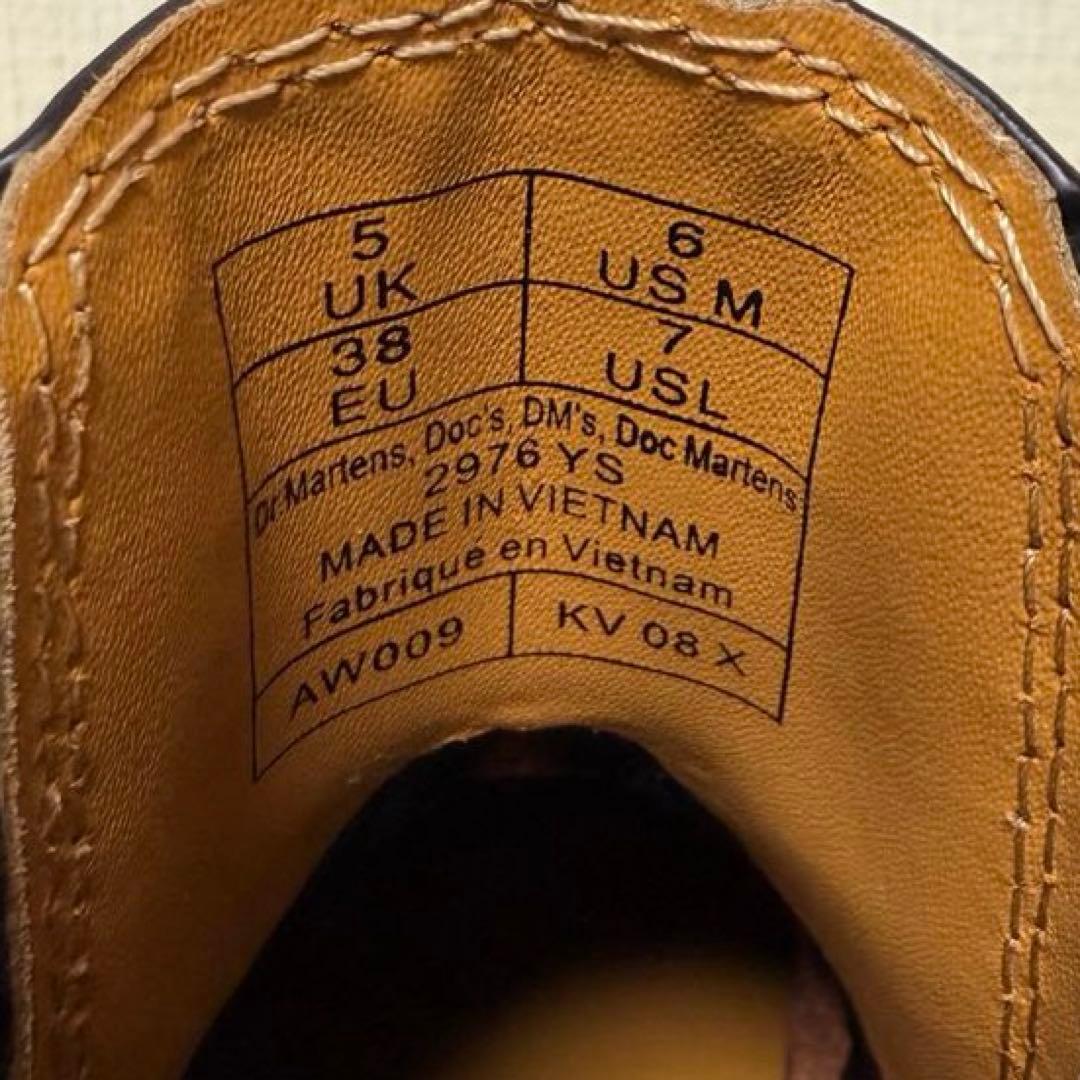 5
UK
6
US M
38
EU
7
USL
Dr Martens, Doc's, DM's, Doc Martens
2976 YS
MADE IN VIETNAM
Fabriqué en Vietnam
AW009
KV 08 X